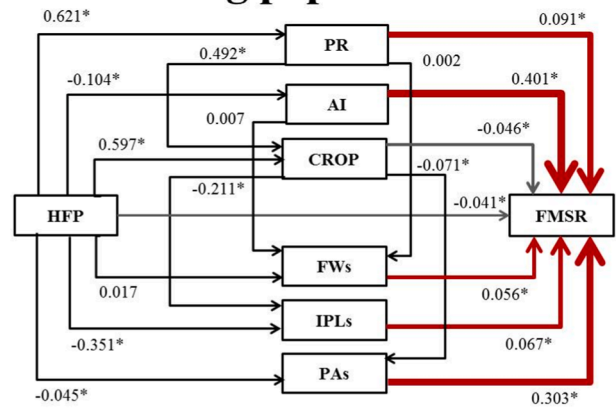 0.621*
PR
0.091*
0.492*
0.002
-0.104*
0.401*
AI
0.007
-0.046*
0.597*
CROP
-0.071*
-0.211*
-0.041*
HFP
FMSR
FWs
0.017
0.056*
IPLs
-0.351*
0.067*
PAs
-0.045*
0.303*